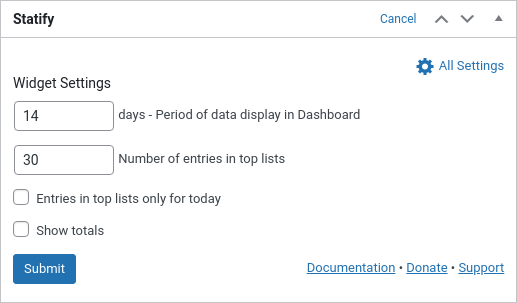 Statify Cancel
All Settings
Widget Settings
14 days - Period of data display in Dashboard
30 Number of entries in top lists
Entries in top lists only for today
Show totals
Submit Documentation • Donate • Support